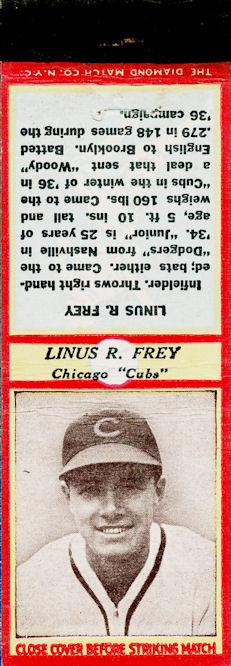 THE DIAMOND MATCH CO. N.Y.C.
LINUS R. FREY
Infielder. Throws right hand-
ed; bats either. Came to the
"Dodgers" from Nashville in
'34. "Junior" is 25 years of
age, 5 ft. 10 ins. tall and
weighs 160 lbs. Came to the
"Cubs" in the winter of '36 in
a deal that sent "Woody"
English to Brooklyn. Batted
.279 in 148 games during the
'36 campaign.
LINUS R. FREY
Chicago "Cubs"
C
CLOSE COVER BEFORE STRIKING MATCH